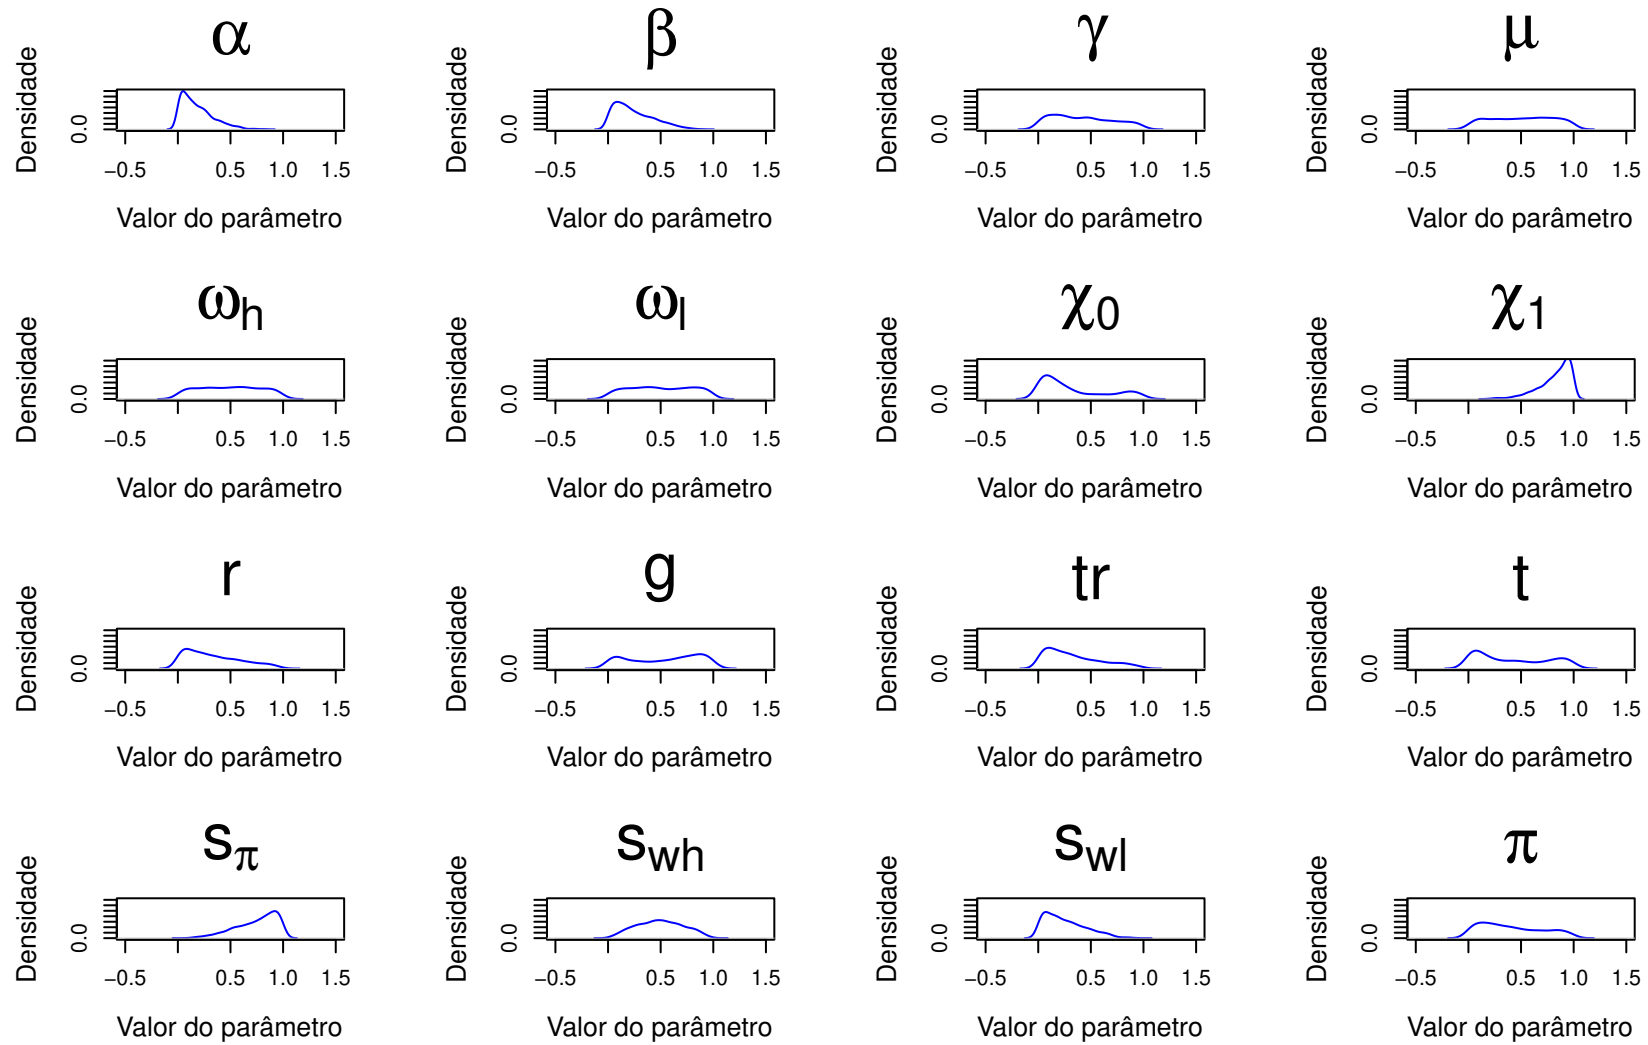 α β γ μ
Densidade Densidade Densidade Densidade
0.0 0.0 0.0 0.0
−0.5 0.5 1.0 1.5 −0.5 0.5 1.0 1.5 −0.5 0.5 1.0 1.5 −0.5 0.5 1.0 1.5
Valor do parâmetro Valor do parâmetro Valor do parâmetro Valor do parâmetro
ωh ωl χ0 χ1
Densidade Densidade Densidade Densidade
0.0 0.0 0.0 0.0
−0.5 0.5 1.0 1.5 −0.5 0.5 1.0 1.5 −0.5 0.5 1.0 1.5 −0.5 0.5 1.0 1.5
Valor do parâmetro Valor do parâmetro Valor do parâmetro Valor do parâmetro
r g tr t
Densidade Densidade Densidade Densidade
0.0 0.0 0.0 0.0
−0.5 0.5 1.0 1.5 −0.5 0.5 1.0 1.5 −0.5 0.5 1.0 1.5 −0.5 0.5 1.0 1.5
Valor do parâmetro Valor do parâmetro Valor do parâmetro Valor do parâmetro
sπ swh swl π
Densidade Densidade Densidade Densidade
0.0 0.0 0.0 0.0
−0.5 0.5 1.0 1.5 −0.5 0.5 1.0 1.5 −0.5 0.5 1.0 1.5 −0.5 0.5 1.0 1.5
Valor do parâmetro Valor do parâmetro Valor do parâmetro Valor do parâmetro